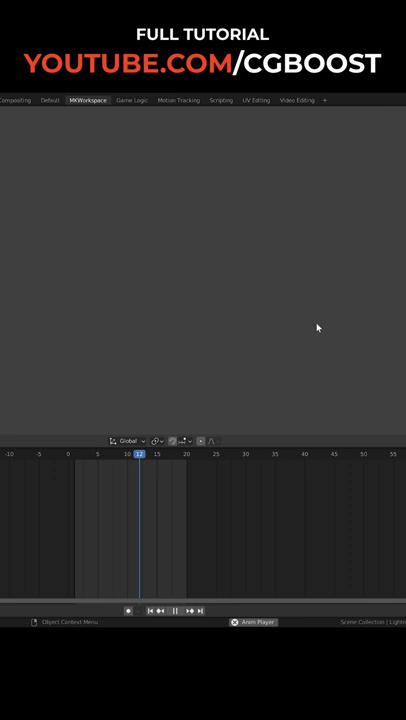 FULL TUTORIAL
YOUTUBE.COM/CGBOOST
Compositing Default MKWorkspace Game Logic Motion Tracking Scripting UV Editing Video Editing +
Global
-10 -5 0 5 10 12 15 20 25 30 35 40 45 50 55
Object Context Menu Anim Player Scene Collection | Lightn